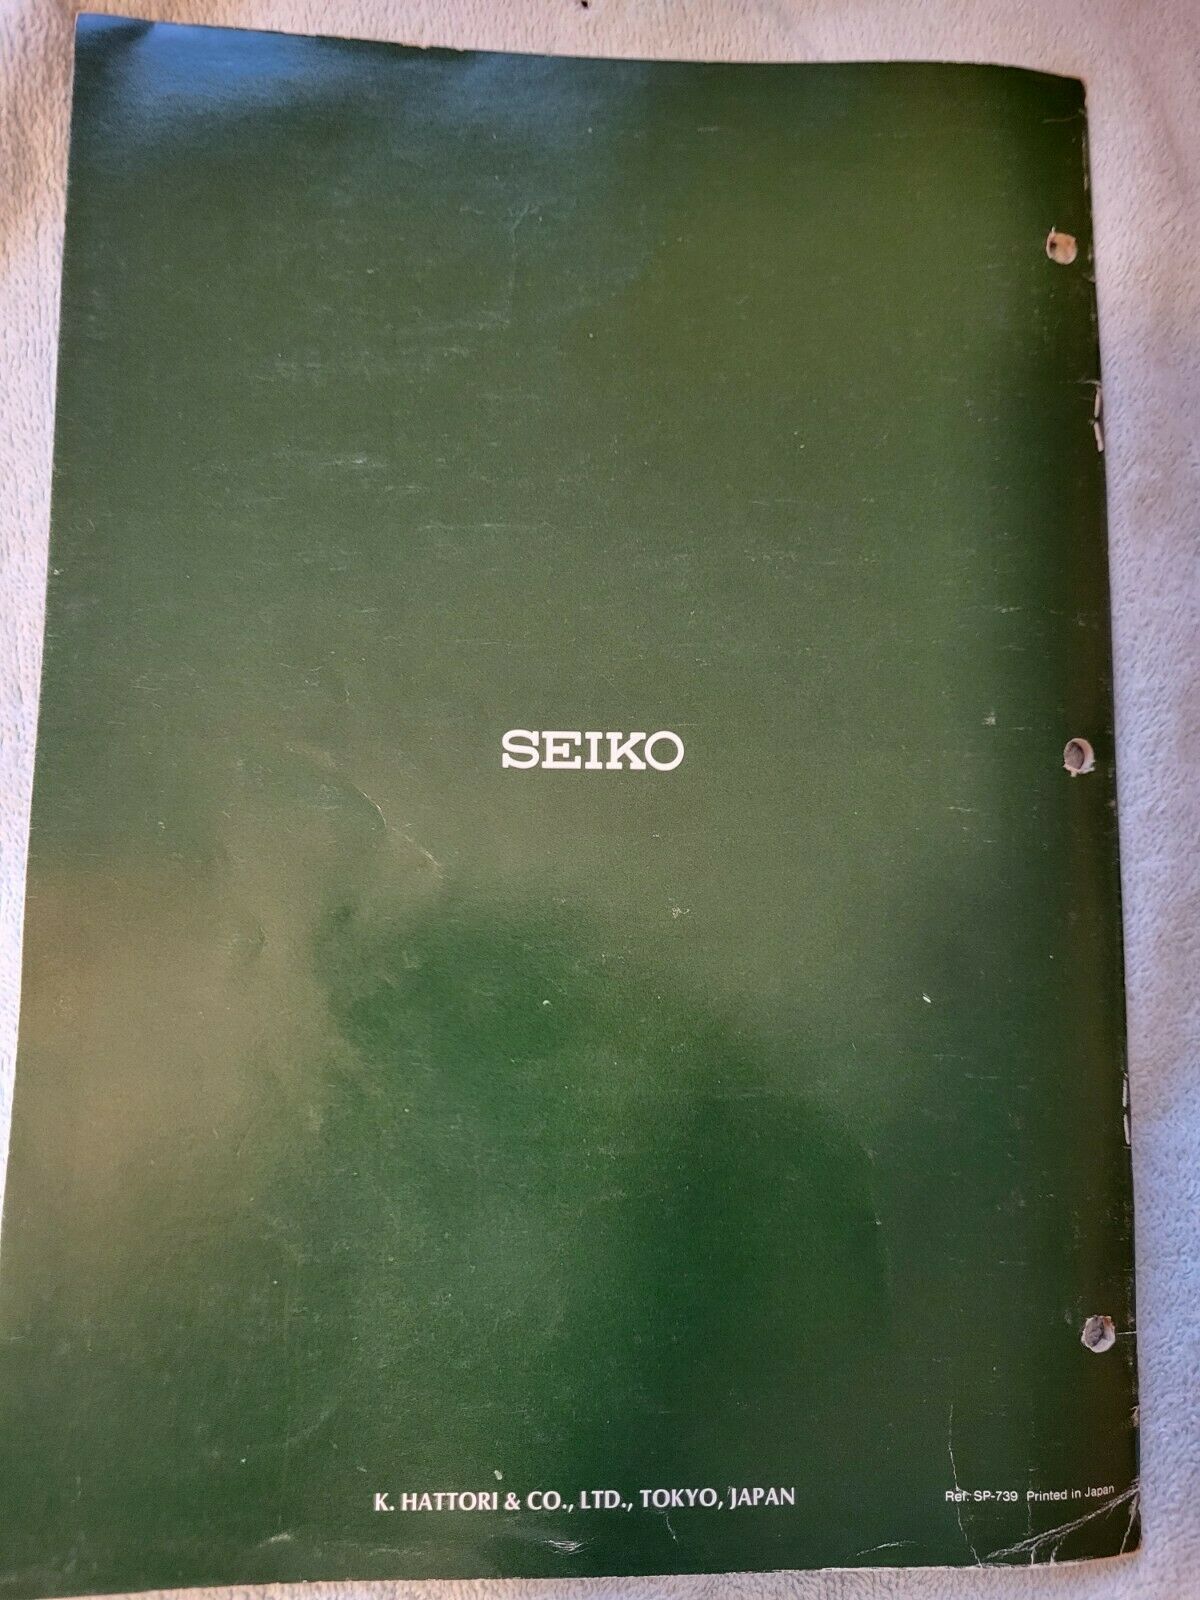 SEIKO
K. HATTORI & CO., LTD., TOKYO, JAPAN
Ref. SP-739 Printed in Japan